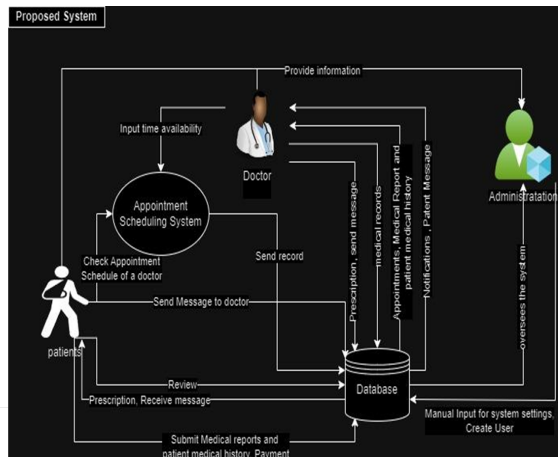 Proposed System
Provide information
Input time availability
Doctor
Administratation
Appointment
Scheduling System
Check Appointment
Schedule of a doctor
Send record
Send Message to doctor
patients
Prescription, send message
medical records
Appointments, Medical Report and
patient medical history
Notifications , Patent Message
oversees the system
Database
Review
Prescription, Receive message
Manual Input for system settings,
Create User
Submit Medical reports and
patient medical history, Payment